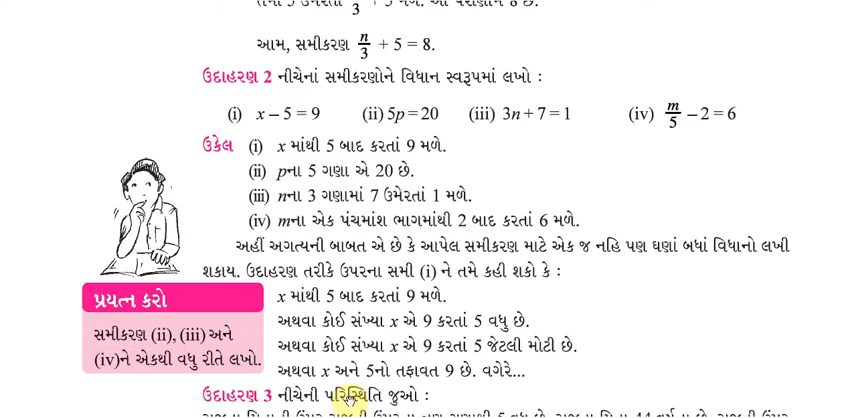 આમ, સમીકરણ n/3 + 5 = 8.
ઉદાહરણ 2 નીચેનાં સમીકરણોને વિધાન સ્વરૂપમાં લખો :
(i) x – 5 = 9 (ii) 5p = 20 (iii) 3n + 7 = 1 (iv) m/5 – 2 = 6
ઉકેલ (i) x માંથી 5 બાદ કરતાં 9 મળે.
(ii) pના 5 ગણા એ 20 છે.
(iii) nના 3 ગણામાં 7 ઉમેરતાં 1 મળે.
(iv) mના એક પંચમાંશ ભાગમાંથી 2 બાદ કરતાં 6 મળે.
અહીં અગત્યની બાબત એ છે કે આપેલ સમીકરણ માટે એક જ નહિ પણ ઘણાં બધાં વિધાનો લખી
શકાય. ઉદાહરણ તરીકે ઉપરના સમી (i) ને તમે કહી શકો કે :
x માંથી 5 બાદ કરતાં 9 મળે.
અથવા કોઈ સંખ્યા x એ 9 કરતાં 5 વધુ છે.
અથવા કોઈ સંખ્યા x એ 9 કરતાં 5 જેટલી મોટી છે.
અથવા x અને 5નો તફાવત 9 છે. વગેરે...
પ્રયત્ન કરો
સમીકરણ (ii), (iii) અને
(iv)ને એકથી વધુ રીતે લખો.
ઉદાહરણ 3 નીચેની પરિસ્થિતિ જુઓ :